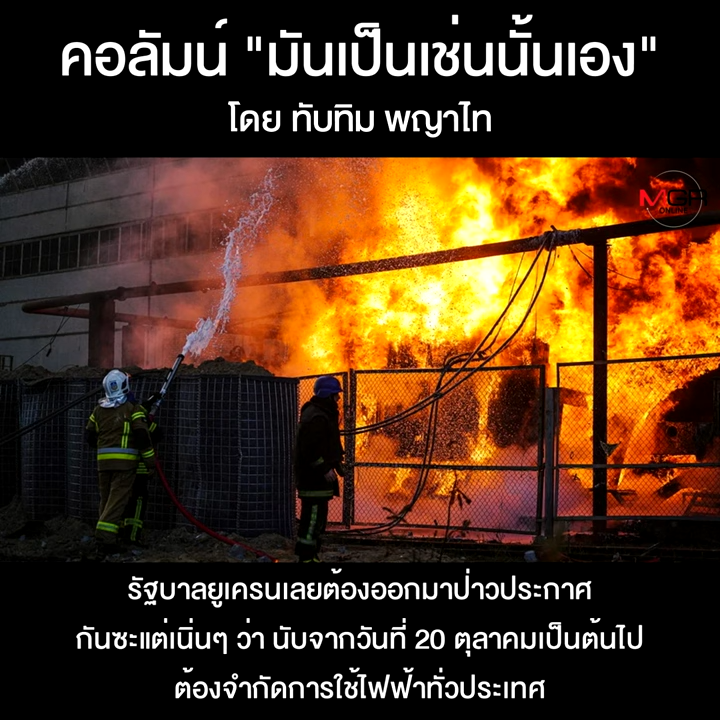 คอลัมน์ "มันเป็นเช่นนั้นเอง"
โดย ทับทิม พญาไท
MGR
ONLINE
รัฐบาลยูเครนเลยต้องออกมาป่าวประกาศ
กันซะแต่เนิ่นๆ ว่า นับจากวันที่ 20 ตุลาคมเป็นต้นไป
ต้องจำกัดการใช้ไฟฟ้าทั่วประเทศ